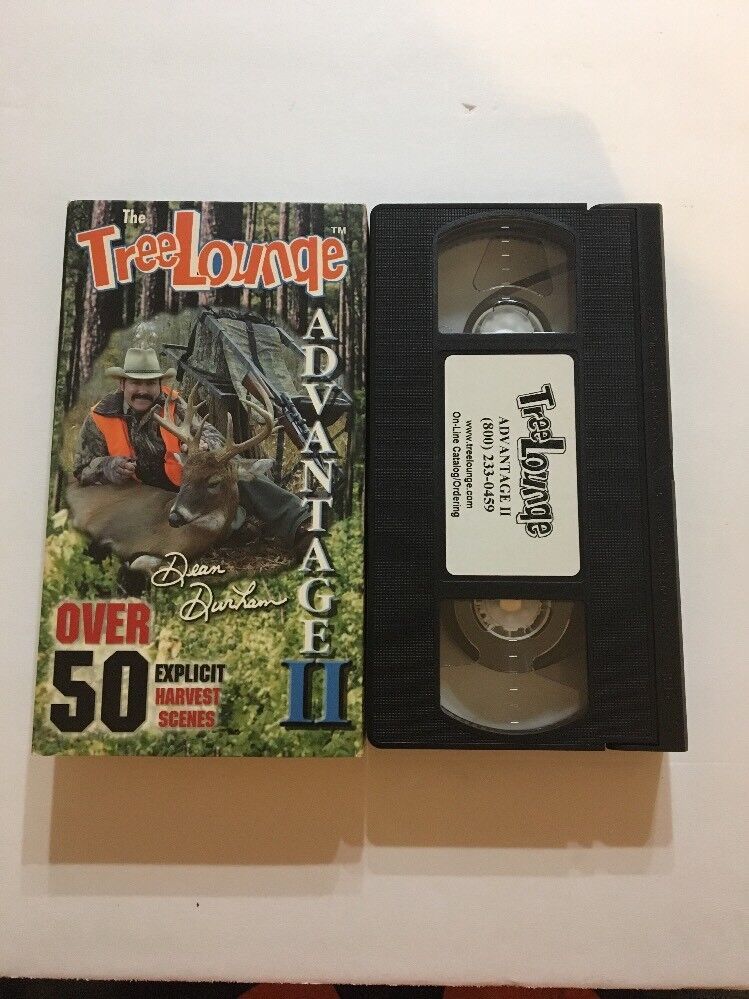 The
TreeLounge™
ADVANTAGE
II
Dean
Durham
OVER
50
EXPLICIT
HARVEST
SCENES
TreeLounge
ADVANTAGE II
(800) 233-0459
www.treelounge.com
On-Line Catalog/Ordering